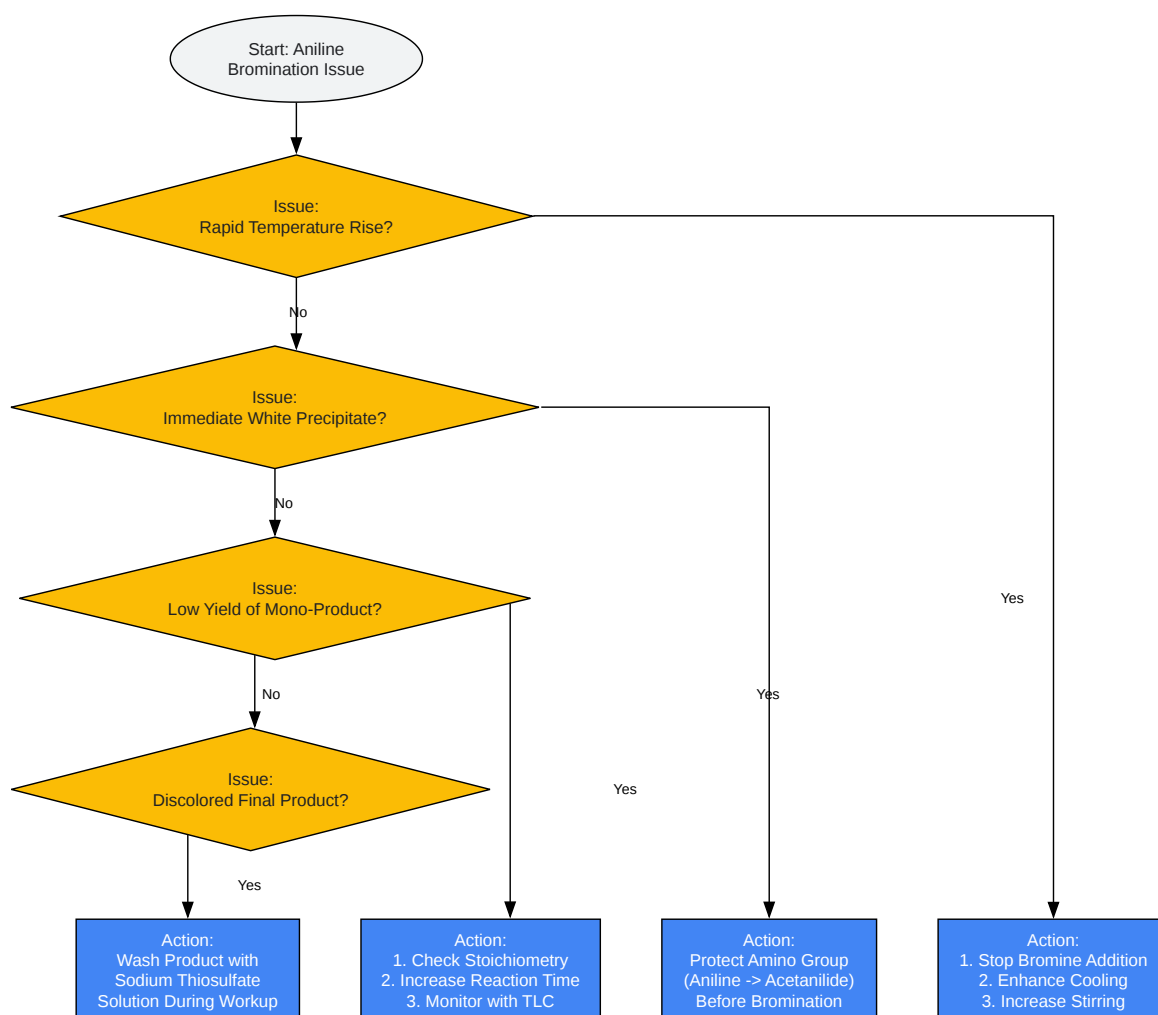 Start: Aniline
Bromination Issue
Issue:
Rapid Temperature Rise?
No
Issue:
Immediate White Precipitate?
No
Issue:
Low Yield of Mono-Product?
Yes
No
Yes
Issue:
Discolored Final Product?
Yes
Yes
Action:
Wash Product with
Sodium Thiosulfate
Solution During Workup
Action:
1. Check Stoichiometry
2. Increase Reaction Time
3. Monitor with TLC
Action:
Protect Amino Group
(Aniline -> Acetanilide)
Before Bromination
Action:
1. Stop Bromine Addition
2. Enhance Cooling
3. Increase Stirring